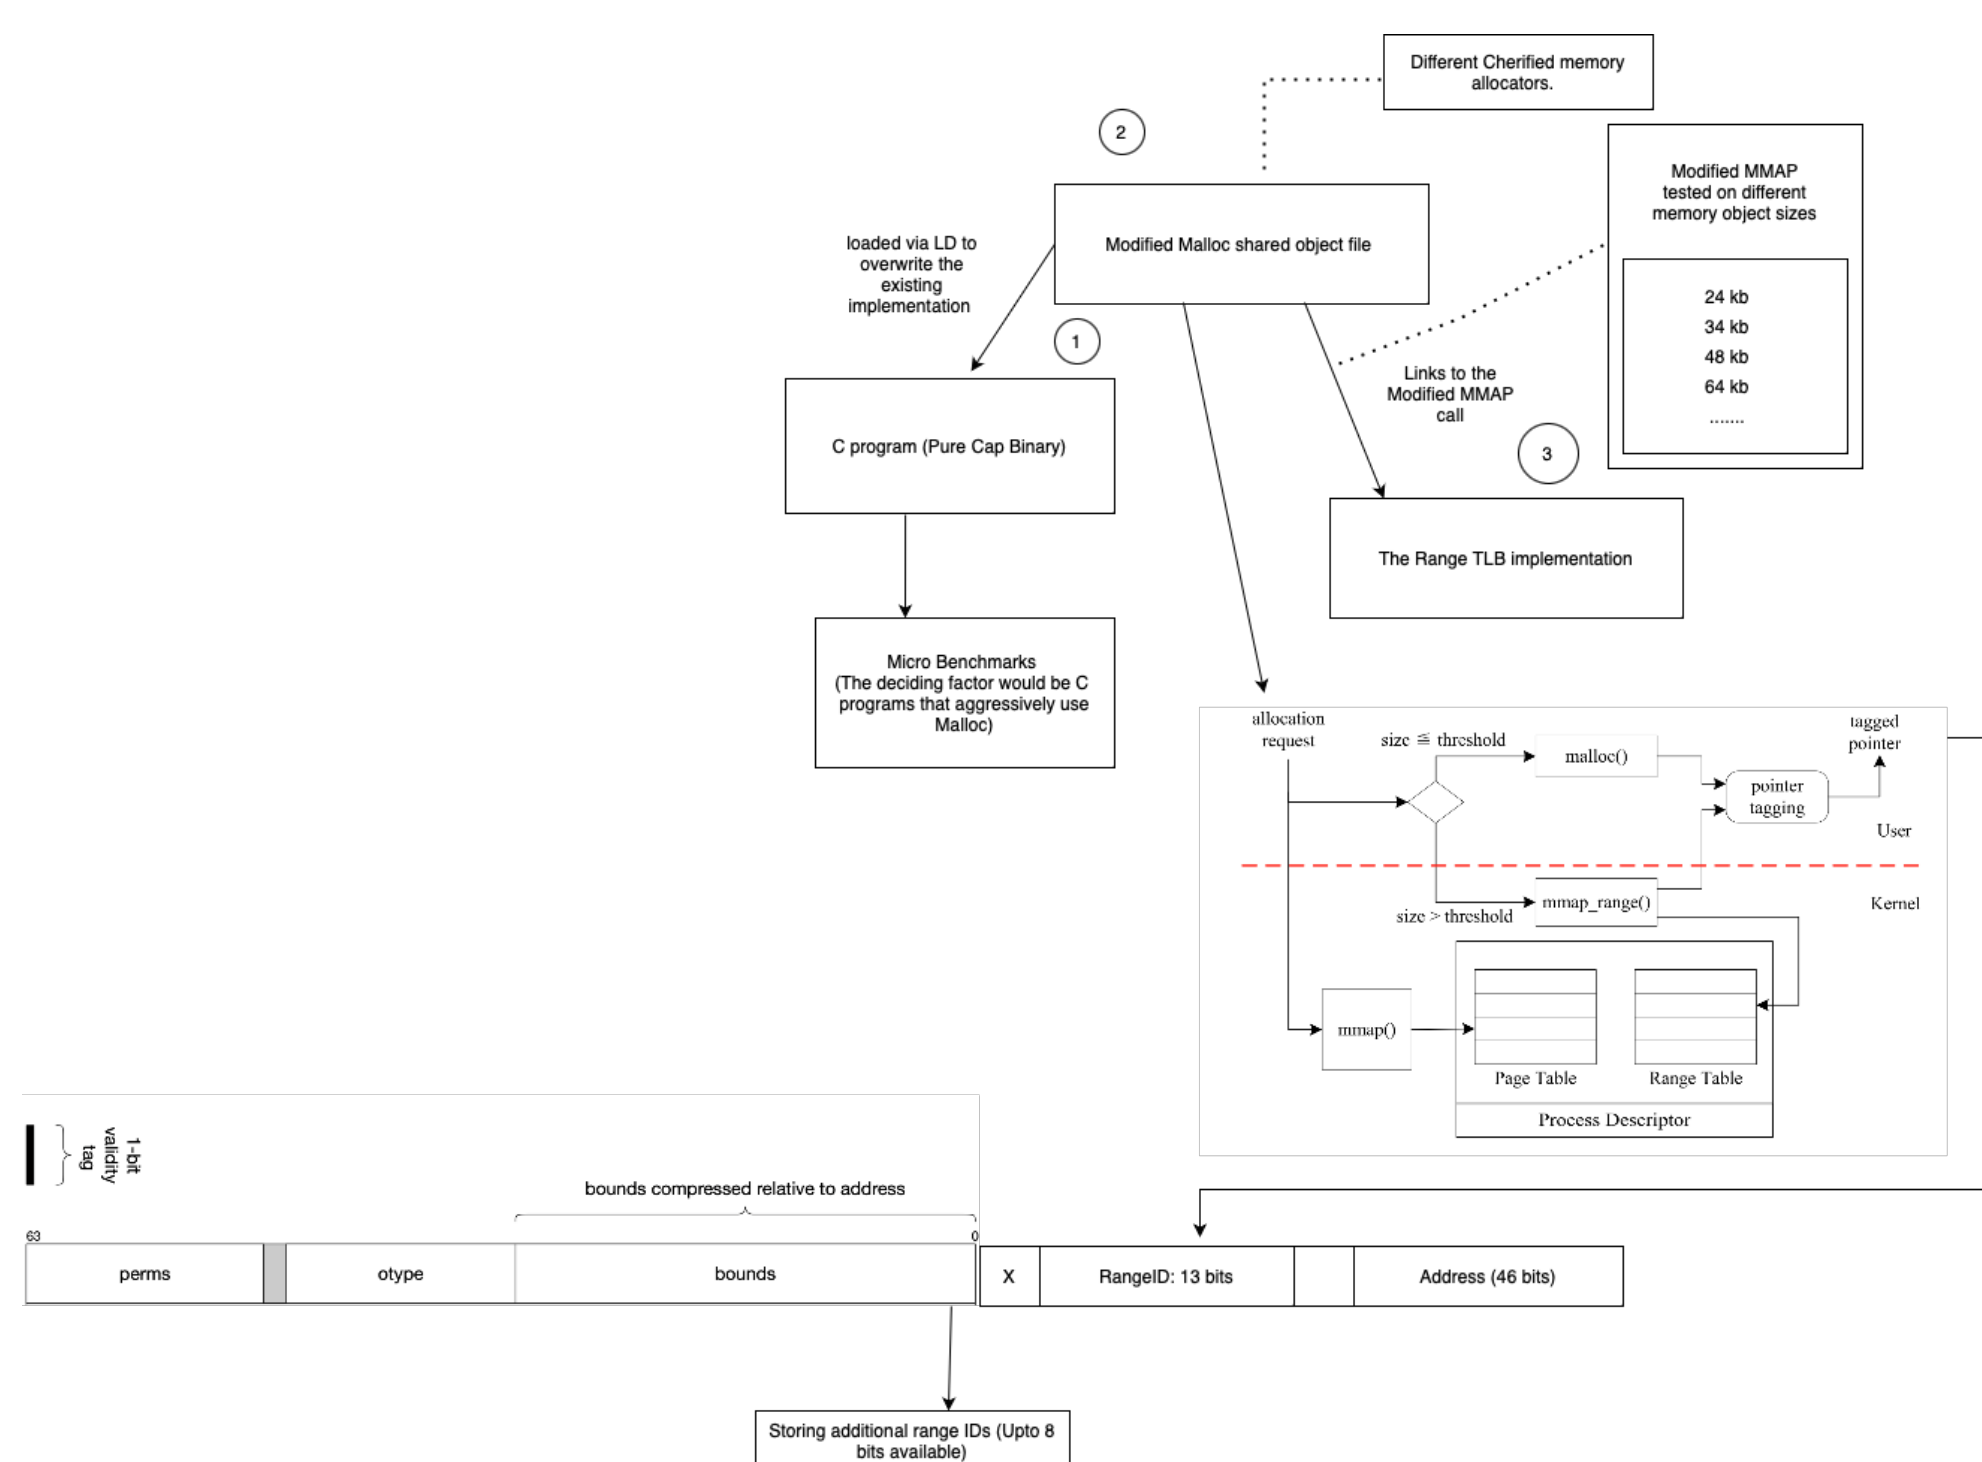 Different Cherified memory
allocators.
2
Modified MMAP
tested on different
memory object sizes
Modified Malloc shared object file
loaded via LD to
overwrite the
existing
implementation
24 kb
34 kb
48 kb
64 kb
.......
1
Links to the
Modified MMAP
call
C program (Pure Cap Binary)
3
The Range TLB implementation
Micro Benchmarks
(The deciding factor would be C
programs that aggressively use
Malloc)
allocation
request
size ≦ threshold
malloc()
tagged
pointer
pointer
tagging
User
Kernel
mmap_range()
size > threshold
mmap()
Page Table
Range Table
Process Descriptor
1-bit
validity
tag
bounds compressed relative to address
63
0
perms
otype
bounds
X
RangeID: 13 bits
Address (46 bits)
Storing additional range IDs (Upto 8
bits available)